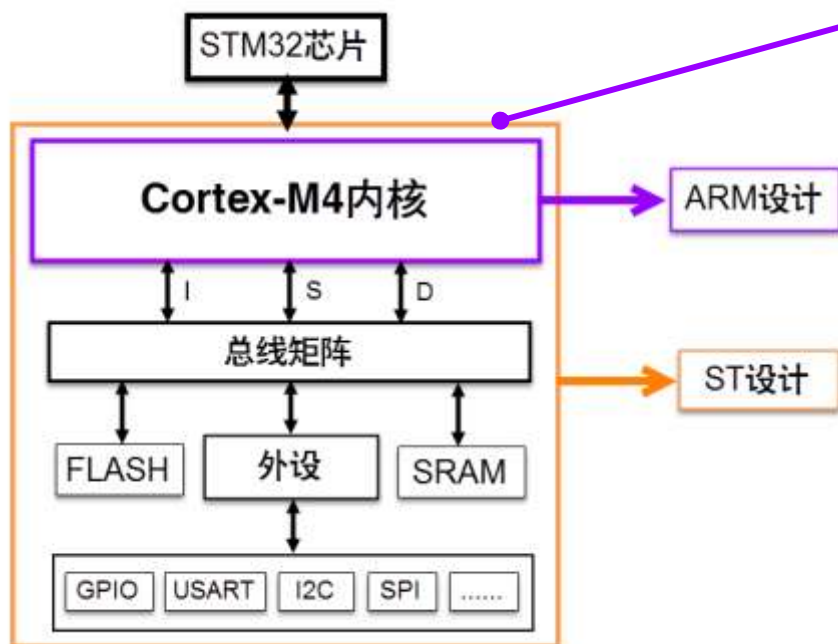 STM32芯片
Cortex-M4内核
ARM设计
I S D
总线矩阵
ST设计
FLASH 外设 SRAM
GPIO USART I2C SPI ......